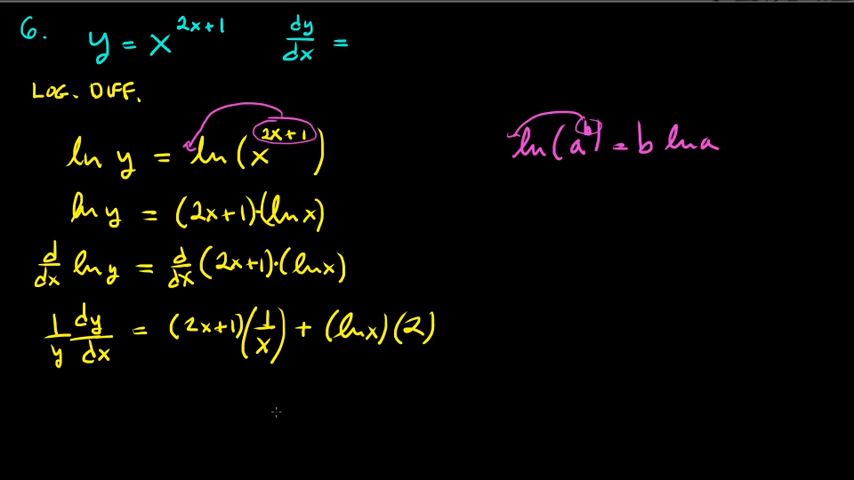 6. y = x^{2x+1} dy/dx =
LOG. DIFF.
ln y = ln(x^{2x+1}) ln(a^b) = b ln a
ln y = (2x+1)·(ln x)
d/dx ln y = d/dx (2x+1)·(ln x)
1/y dy/dx = (2x+1)(1/x) + (ln x)(2)